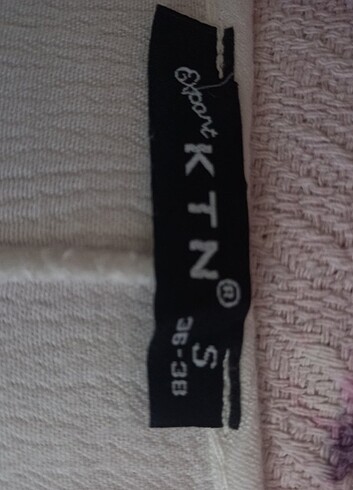 Export
KTN®
S
36-38